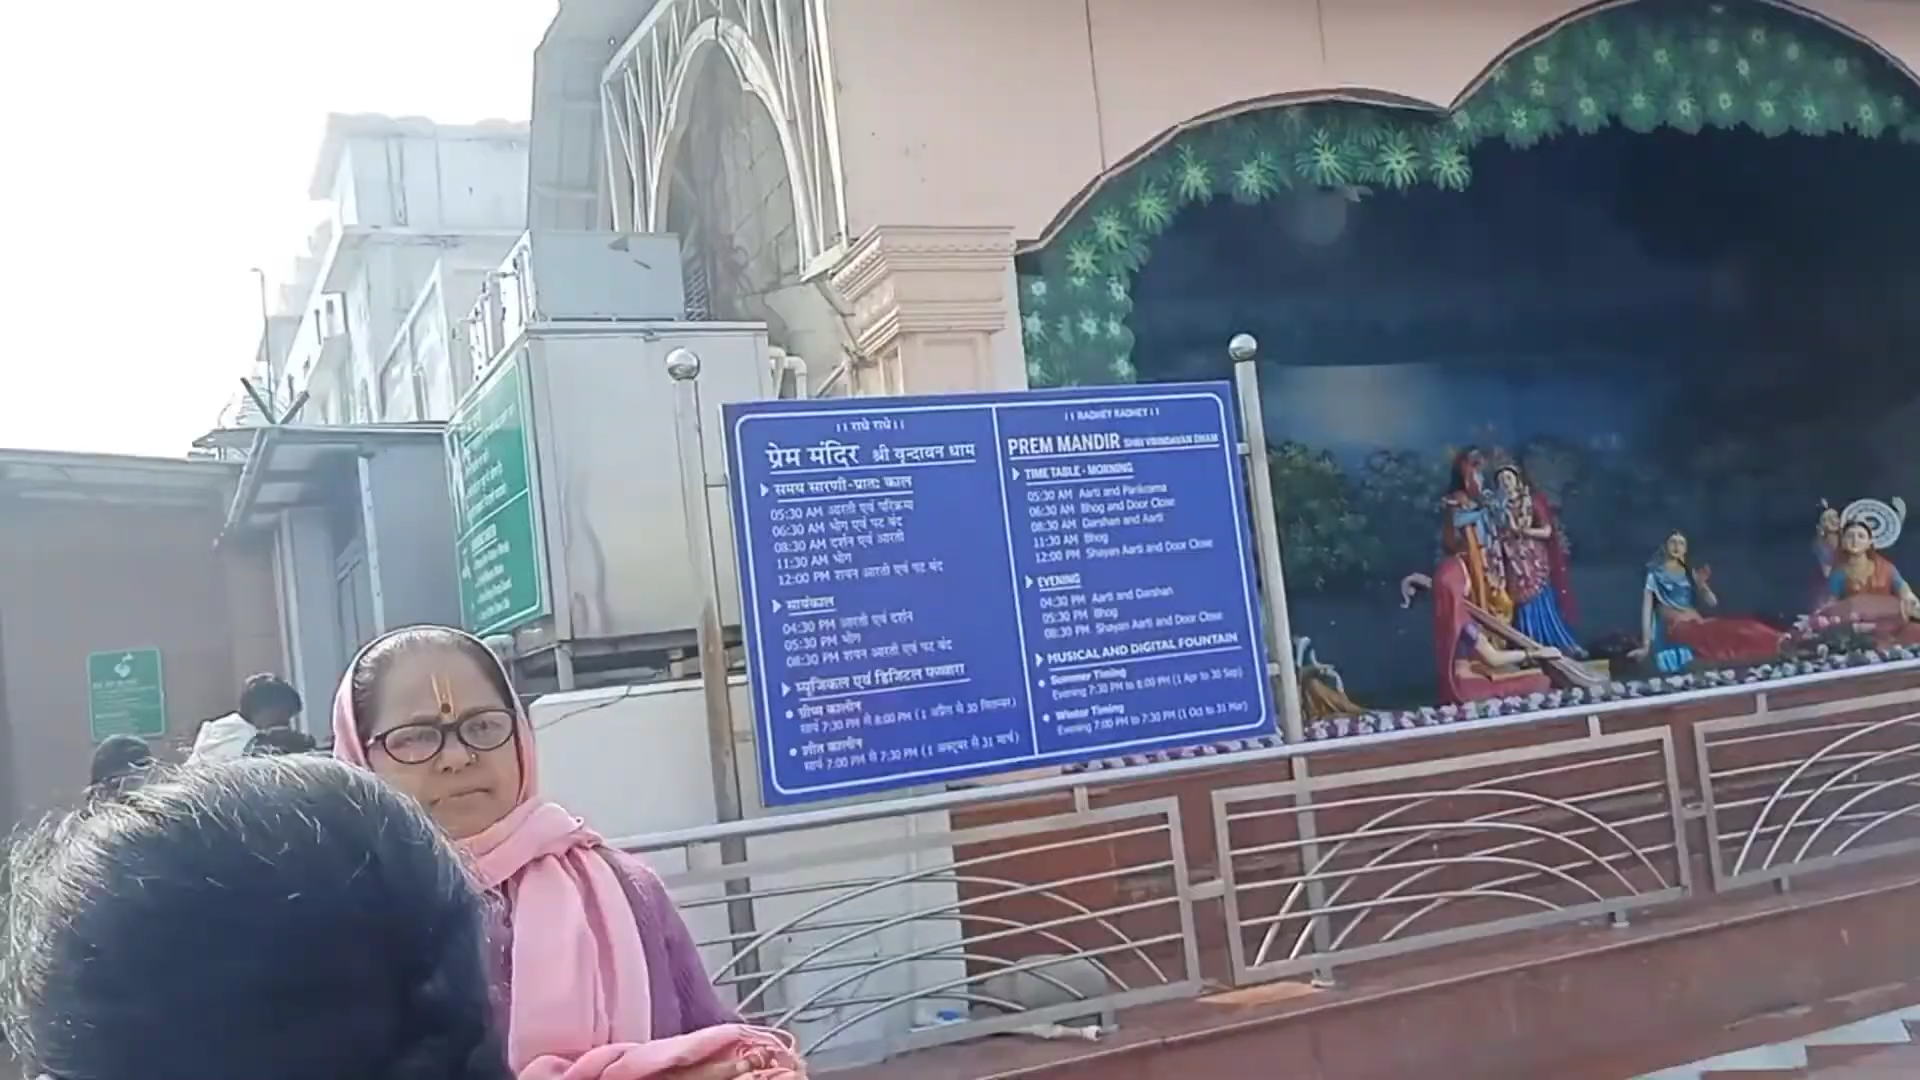 ।। राधे राधे।।
प्रेम मंदिर श्री वृन्दावन धाम
समय सारणी-प्रातः काल
05:30 AM आरती एवं परिक्रमा
06:30 AM भोग एवं पट बंद
08:30 AM दर्शन एवं आरती
11:30 AM भोग
12:00 PM शयन आरती एवं पट बंद
सायंकाल
04:30 PM आरती एवं दर्शन
05:30 PM भोग
08:30 PM शयन आरती एवं पट बंद
म्युजिकल एवं डिजिटल फव्वारा
ग्रीष्म कालीन
सायं 7:30 PM से 8:00 PM (1 अप्रैल से 30 सितम्बर)
शीत कालीन
सायं 7:00 PM से 7:30 PM (1 अक्टूबर से 31 मार्च)
।। RADHEY RADHEY ।।
PREM MANDIR SHRI VRINDAVAN DHAM
TIME TABLE - MORNING
05:30 AM Aarti and Parikrama
06:30 AM Bhog and Door Close
08:30 AM Darshan and Aarti
11:30 AM Bhog
12:00 PM Shayan Aarti and Door Close
EVENING
04:30 PM Aarti and Darshan
05:30 PM Bhog
08:30 PM Shayan Aarti and Door Close
MUSICAL AND DIGITAL FOUNTAIN
Summer Timing
Evening 7:30 PM to 8:00 PM (1 Apr to 30 Sep)
Winter Timing
Evening 7:00 PM to 7:30 PM (1 Oct to 31 Mar)